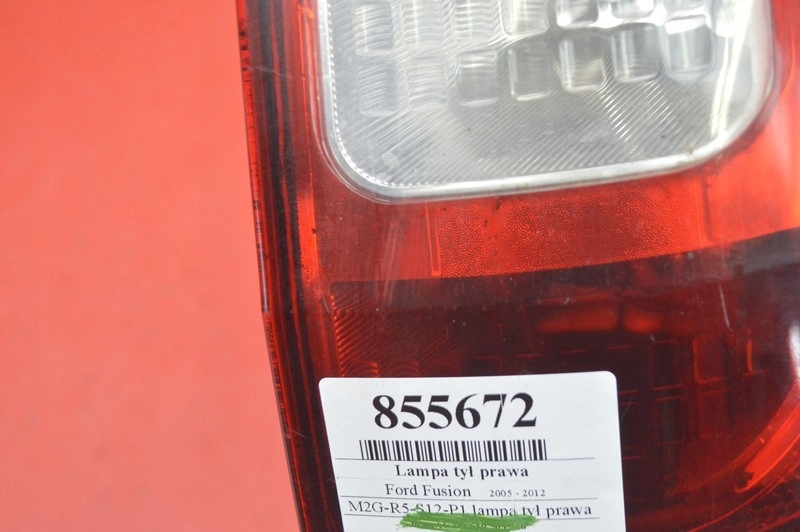 855672
Lampa tył prawa
Ford Fusion 2005 - 2012
M2G-R5-S12-P1 lampa tył prawa